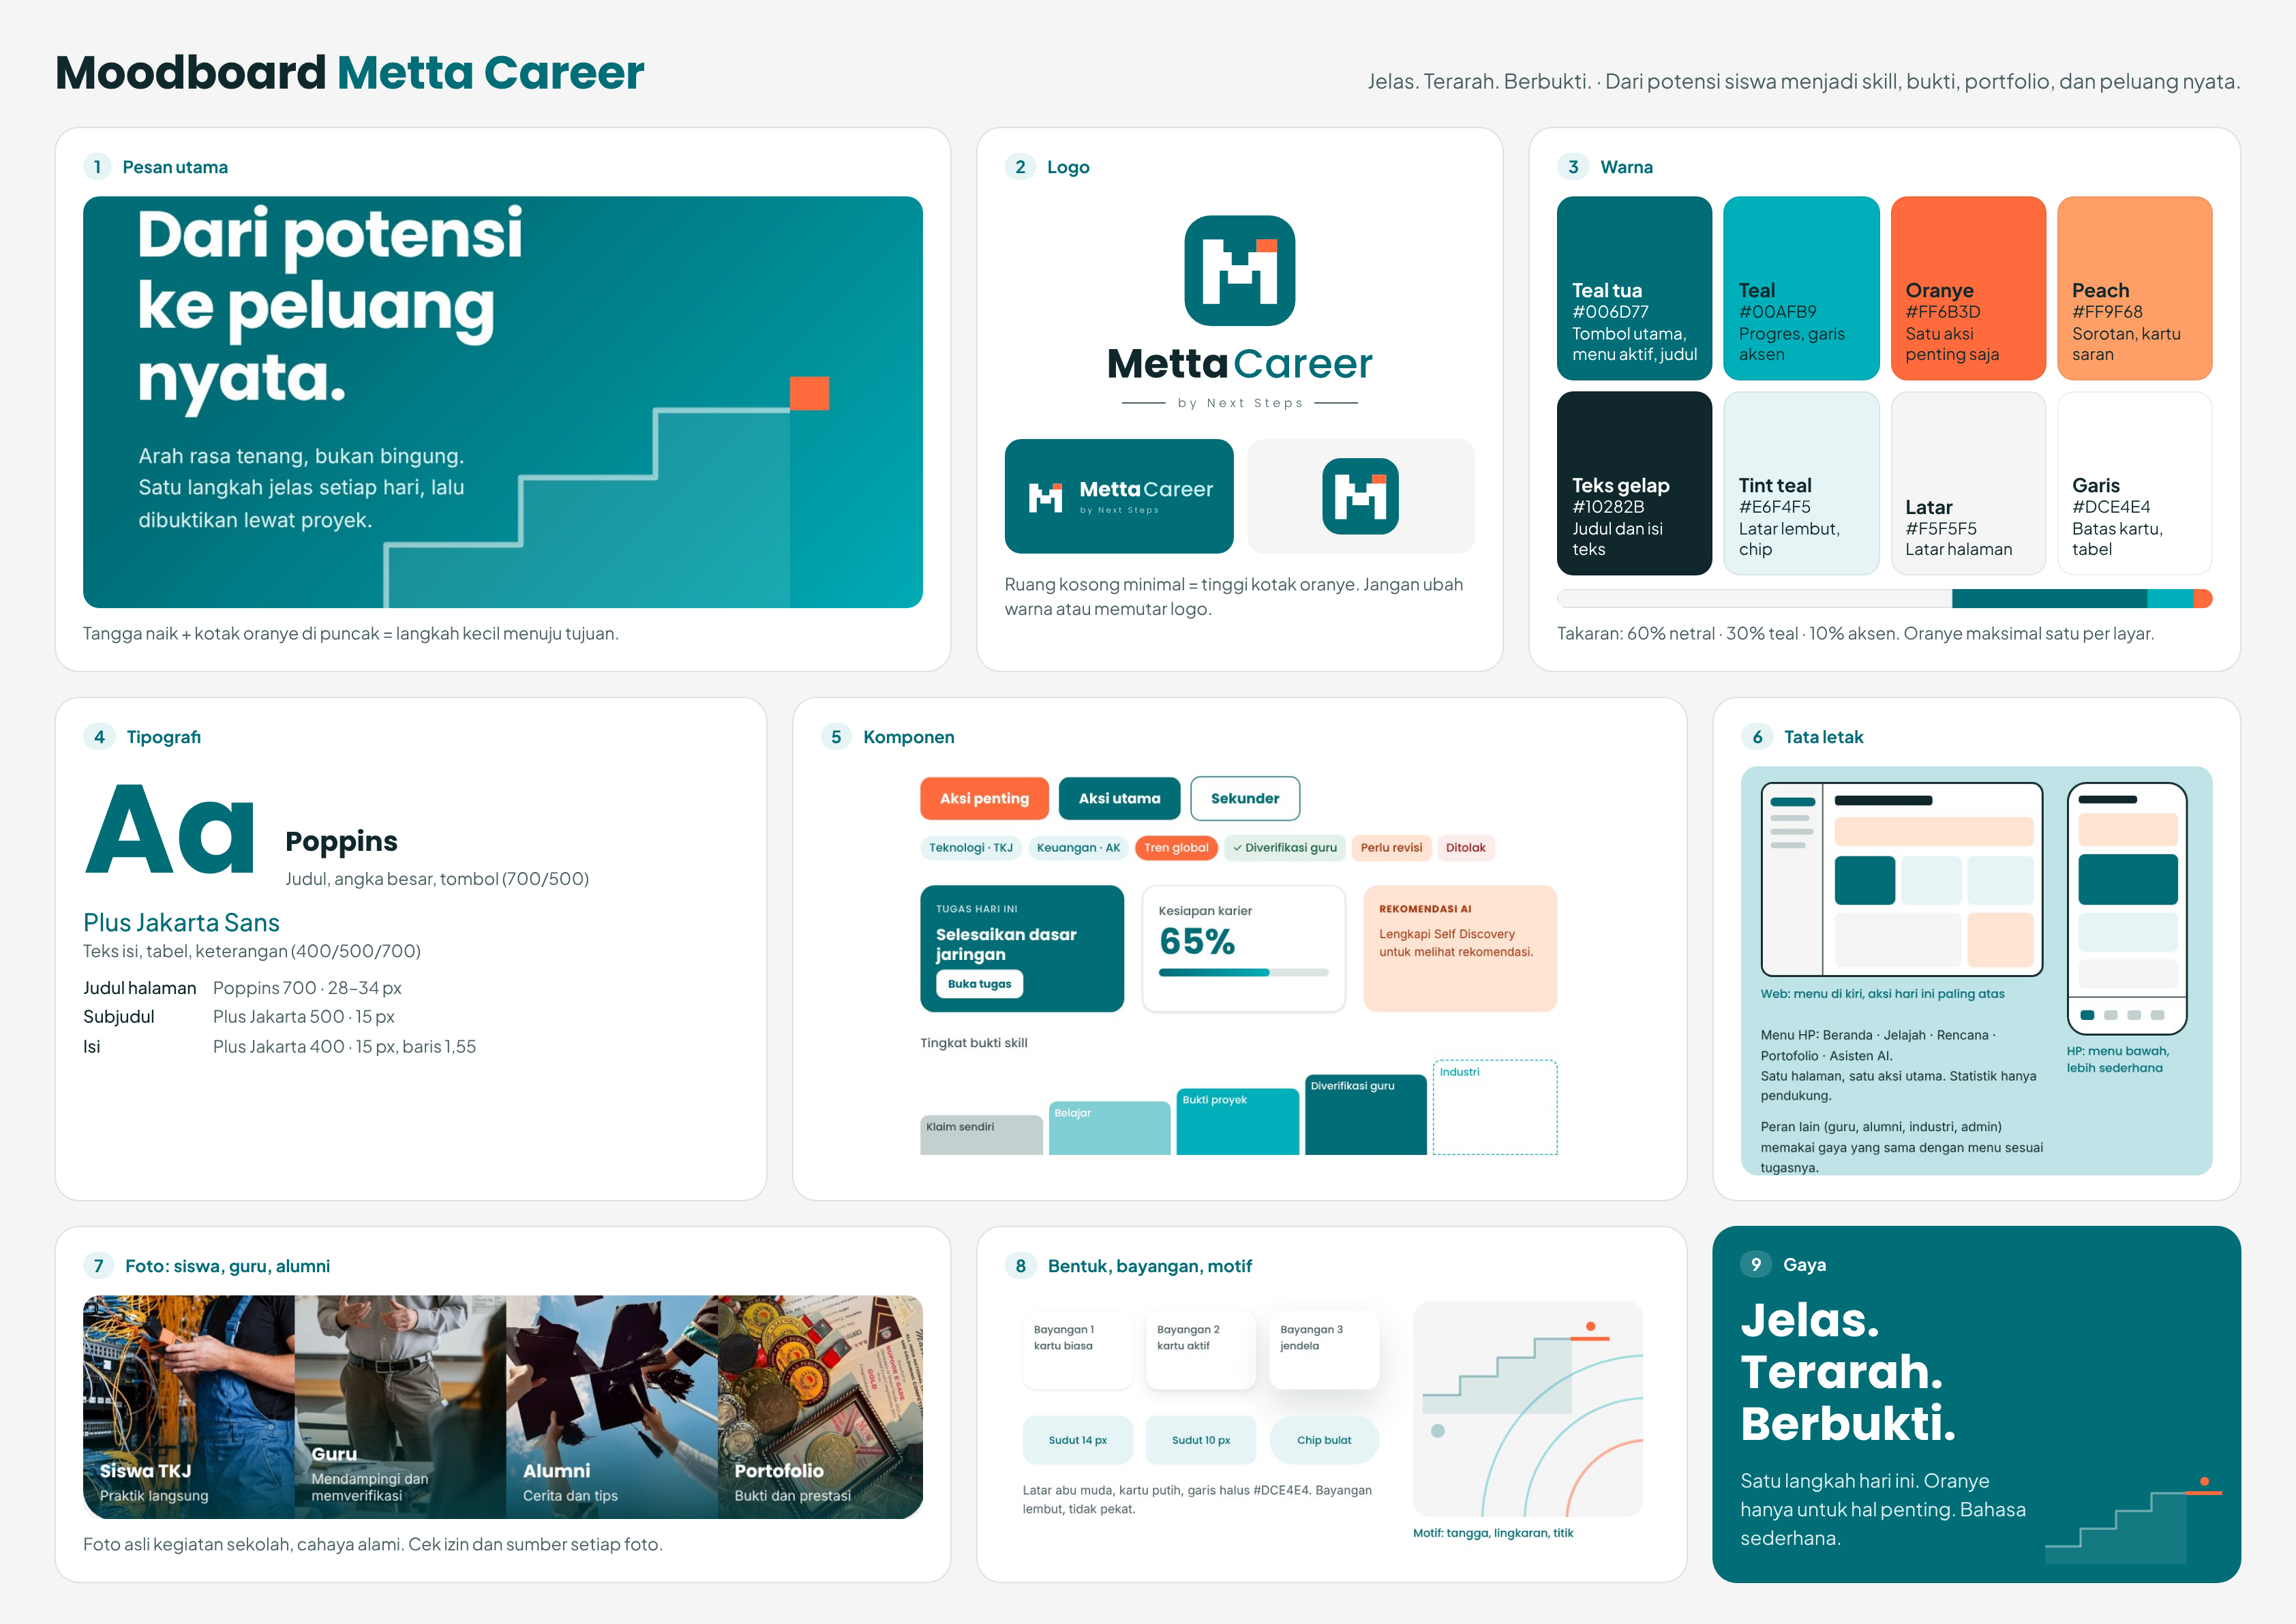 Moodboard Metta Career
Jelas. Terarah. Berbukti. · Dari potensi siswa menjadi skill, bukti, portfolio, dan peluang nyata.
1 Pesan utama
Dari potensi
ke peluang
nyata.
Arah rasa tenang, bukan bingung.
Satu langkah jelas setiap hari, lalu
dibuktikan lewat proyek.
Tangga naik + kotak oranye di puncak = langkah kecil menuju tujuan.
2 Logo
Metta Career
by Next Steps
Metta Career
by Next Steps
Ruang kosong minimal = tinggi kotak oranye. Jangan ubah
warna atau memutar logo.
3 Warna
Teal tua
#006D77
Tombol utama,
menu aktif, judul
Teal
#00AFB9
Progres, garis
aksen
Oranye
#FF6B3D
Satu aksi
penting saja
Peach
#FF9F68
Sorotan, kartu
saran
Teks gelap
#10282B
Judul dan isi
teks
Tint teal
#E6F4F5
Latar lembut,
chip
Latar
#F5F5F5
Latar halaman
Garis
#DCE4E4
Batas kartu,
tabel
Takaran: 60% netral · 30% teal · 10% aksen. Oranye maksimal satu per layar.
4 Tipografi
Aa
Poppins
Judul, angka besar, tombol (700/500)
Plus Jakarta Sans
Teks isi, tabel, keterangan (400/500/700)
Judul halaman Poppins 700 · 28–34 px
Subjudul Plus Jakarta 500 · 15 px
Isi Plus Jakarta 400 · 15 px, baris 1,55
5 Komponen
Aksi penting
Aksi utama
Sekunder
Teknologi · TKJ
Keuangan · AK
Tren global
✓ Diverifikasi guru
Perlu revisi
Ditolak
TUGAS HARI INI
Selesaikan dasar
jaringan
Buka tugas
Kesiapan karier
65%
REKOMENDASI AI
Lengkapi Self Discovery
untuk melihat rekomendasi.
Tingkat bukti skill
Klaim sendiri
Belajar
Bukti proyek
Diverifikasi guru
Industri
6 Tata letak
Web: menu di kiri, aksi hari ini paling atas
Menu HP: Beranda · Jelajah · Rencana ·
Portofolio · Asisten AI.
Satu halaman, satu aksi utama. Statistik hanya
pendukung.
Peran lain (guru, alumni, industri, admin)
memakai gaya yang sama dengan menu sesuai
tugasnya.
HP: menu bawah,
lebih sederhana
7 Foto: siswa, guru, alumni
Siswa TKJ
Praktik langsung
Guru
Mendampingi dan
memverifikasi
Alumni
Cerita dan tips
Portofolio
Bukti dan prestasi
Foto asli kegiatan sekolah, cahaya alami. Cek izin dan sumber setiap foto.
8 Bentuk, bayangan, motif
Bayangan 1
kartu biasa
Bayangan 2
kartu aktif
Bayangan 3
jendela
Sudut 14 px
Sudut 10 px
Chip bulat
Latar abu muda, kartu putih, garis halus #DCE4E4. Bayangan
lembut, tidak pekat.
Motif: tangga, lingkaran, titik
9 Gaya
Jelas.
Terarah.
Berbukti.
Satu langkah hari ini. Oranye
hanya untuk hal penting. Bahasa
sederhana.